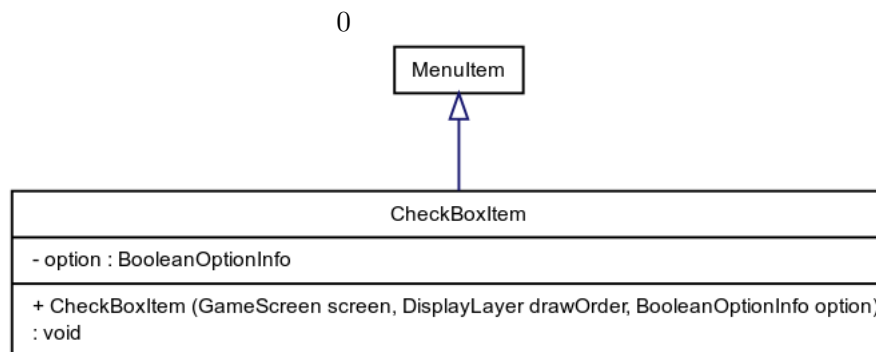 0
MenuItem
CheckBoxItem
- option : BooleanOptionInfo
+ CheckBoxItem (GameScreen screen, DisplayLayer drawOrder, BooleanOptionInfo option)
: void